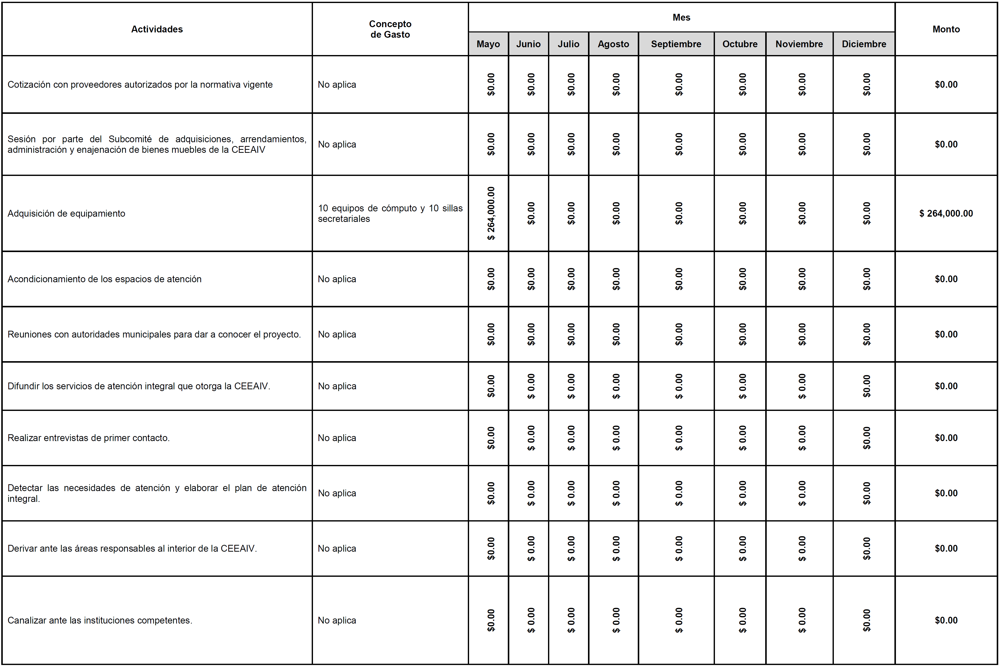 Actividades
Concepto
de Gasto
Mes
Monto
Mayo Junio Julio Agosto Septiembre Octubre Noviembre Diciembre
Cotización con proveedores autorizados por la normativa vigente No aplica $0.00 $0.00 $0.00 $0.00 $0.00 $0.00 $0.00 $0.00 $0.00
Sesión por parte del Subcomité de adquisiciones, arrendamientos,
administración y enajenación de bienes muebles de la CEEAIV
No aplica $0.00 $0.00 $0.00 $0.00 $0.00 $0.00 $0.00 $0.00 $0.00
Adquisición de equipamiento
10 equipos de cómputo y 10 sillas
secretariales
$ 264,000.00 $0.00 $0.00 $0.00 $0.00 $0.00 $0.00 $0.00 $ 264,000.00
Acondicionamiento de los espacios de atención No aplica $0.00 $0.00 $0.00 $0.00 $0.00 $0.00 $0.00 $0.00 $0.00
Reuniones con autoridades municipales para dar a conocer el proyecto. No aplica $0.00 $0.00 $0.00 $0.00 $0.00 $0.00 $0.00 $0.00 $0.00
Difundir los servicios de atención integral que otorga la CEEAIV. No aplica $0.00 $ 0.00 $ 0.00 $ 0.00 $ 0.00 $ 0.00 $ 0.00 $0.00 $0.00
Realizar entrevistas de primer contacto. No aplica $0.00 $ 0.00 $ 0.00 $ 0.00 $ 0.00 $ 0.00 $ 0.00 $0.00 $0.00
Detectar las necesidades de atención y elaborar el plan de atención
integral.
No aplica $0.00 $ 0.00 $ 0.00 $ 0.00 $ 0.00 $ 0.00 $ 0.00 $0.00 $0.00
Derivar ante las áreas responsables al interior de la CEEAIV. No aplica $0.00 $ 0.00 $ 0.00 $ 0.00 $ 0.00 $ 0.00 $ 0.00 $0.00 $0.00
Canalizar ante las instituciones competentes. No aplica $0.00 $ 0.00 $ 0.00 $ 0.00 $ 0.00 $ 0.00 $ 0.00 $0.00 $0.00